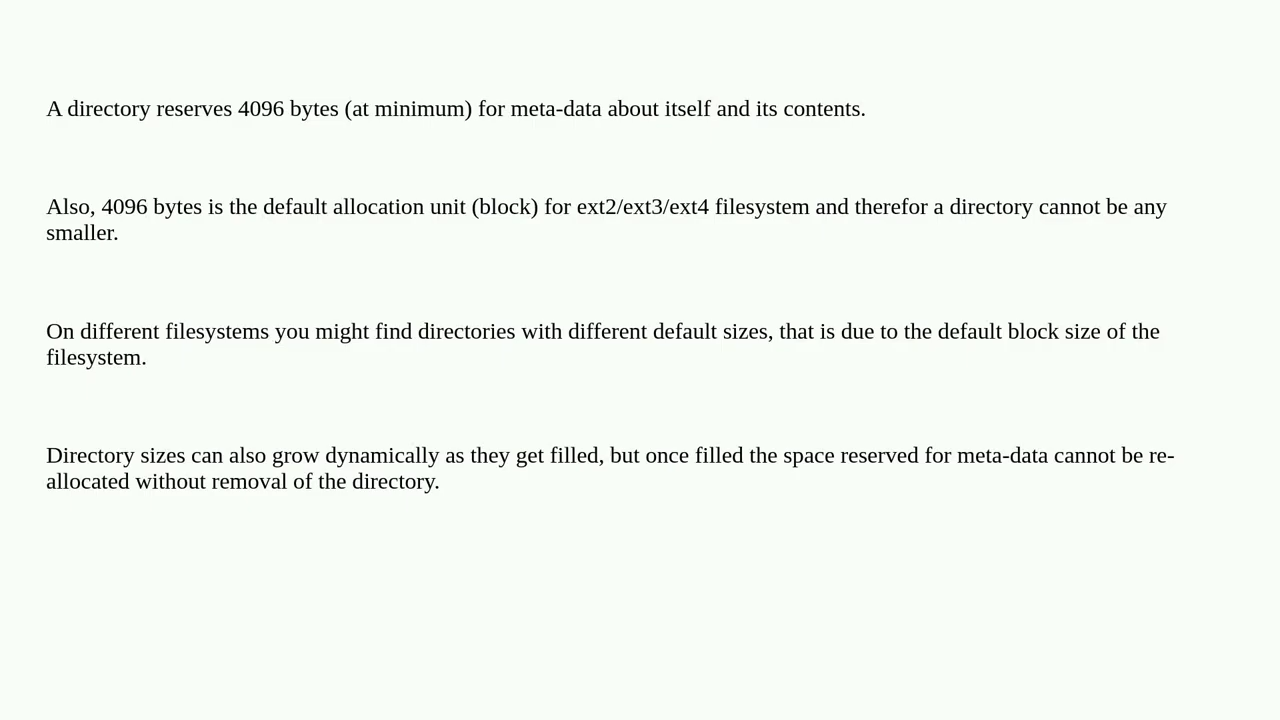 A directory reserves 4096 bytes (at minimum) for meta-data about itself and its contents.
Also, 4096 bytes is the default allocation unit (block) for ext2/ext3/ext4 filesystem and therefor a directory cannot be any
smaller.
On different filesystems you might find directories with different default sizes, that is due to the default block size of the
filesystem.
Directory sizes can also grow dynamically as they get filled, but once filled the space reserved for meta-data cannot be re-
allocated without removal of the directory.